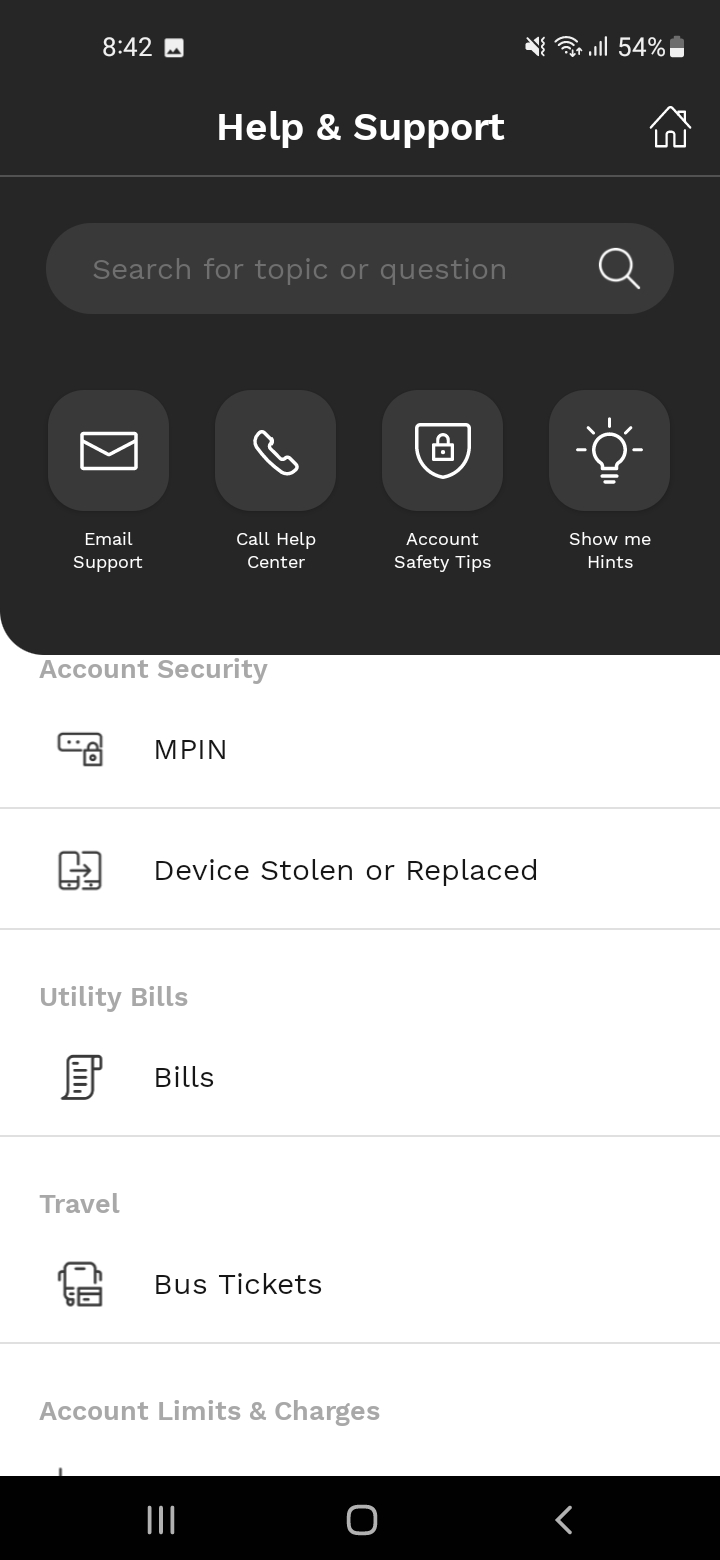 8:42
54%
Help & Support
Search for topic or question
Email
Support
Call Help
Center
Account
Safety Tips
Show me
Hints
Account Security
MPIN
Device Stolen or Replaced
Utility Bills
Bills
Travel
Bus Tickets
Account Limits & Charges